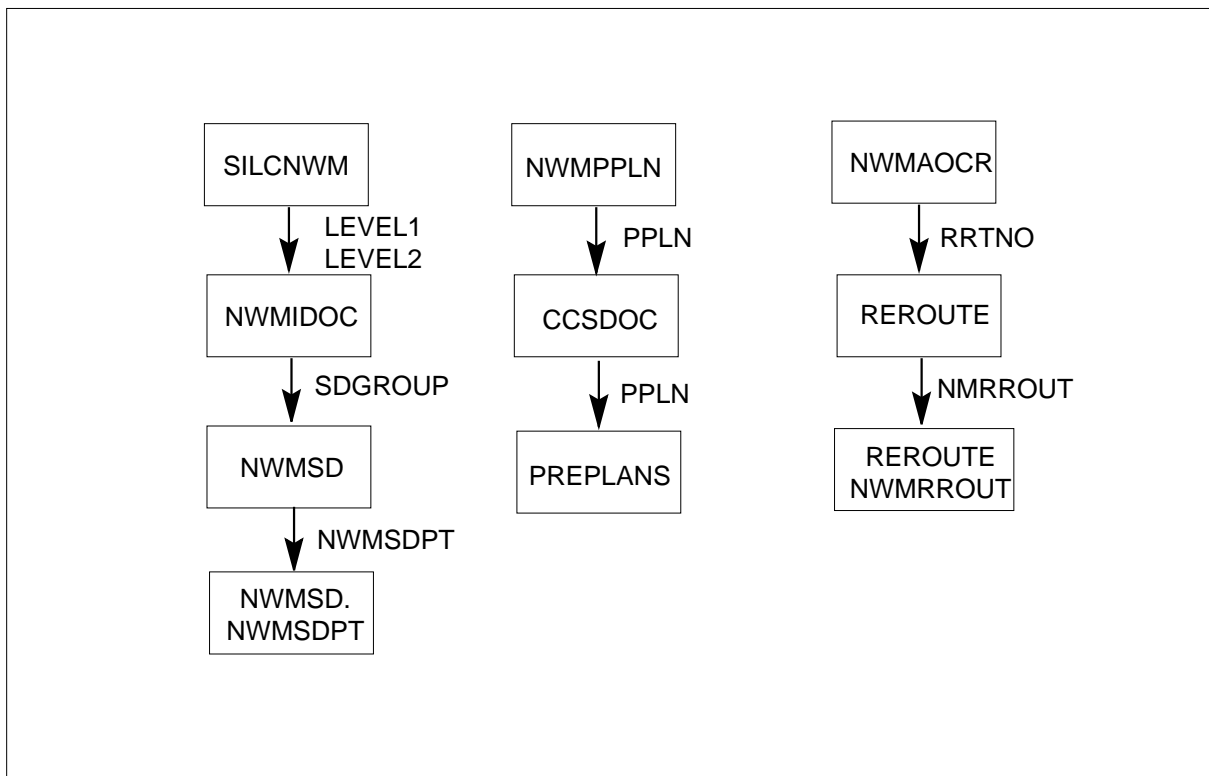 SILCNWM
LEVEL1
LEVEL2
NWMIDOC
SDGROUP
NWMSD
NWMSDPT
NWMSD.
NWMSDPT
NWMPPLN
PPLN
CCSDOC
PPLN
PREPLANS
NWMAOCR
RRTNO
REROUTE
NMRROUT
REROUTE
NWMRROUT